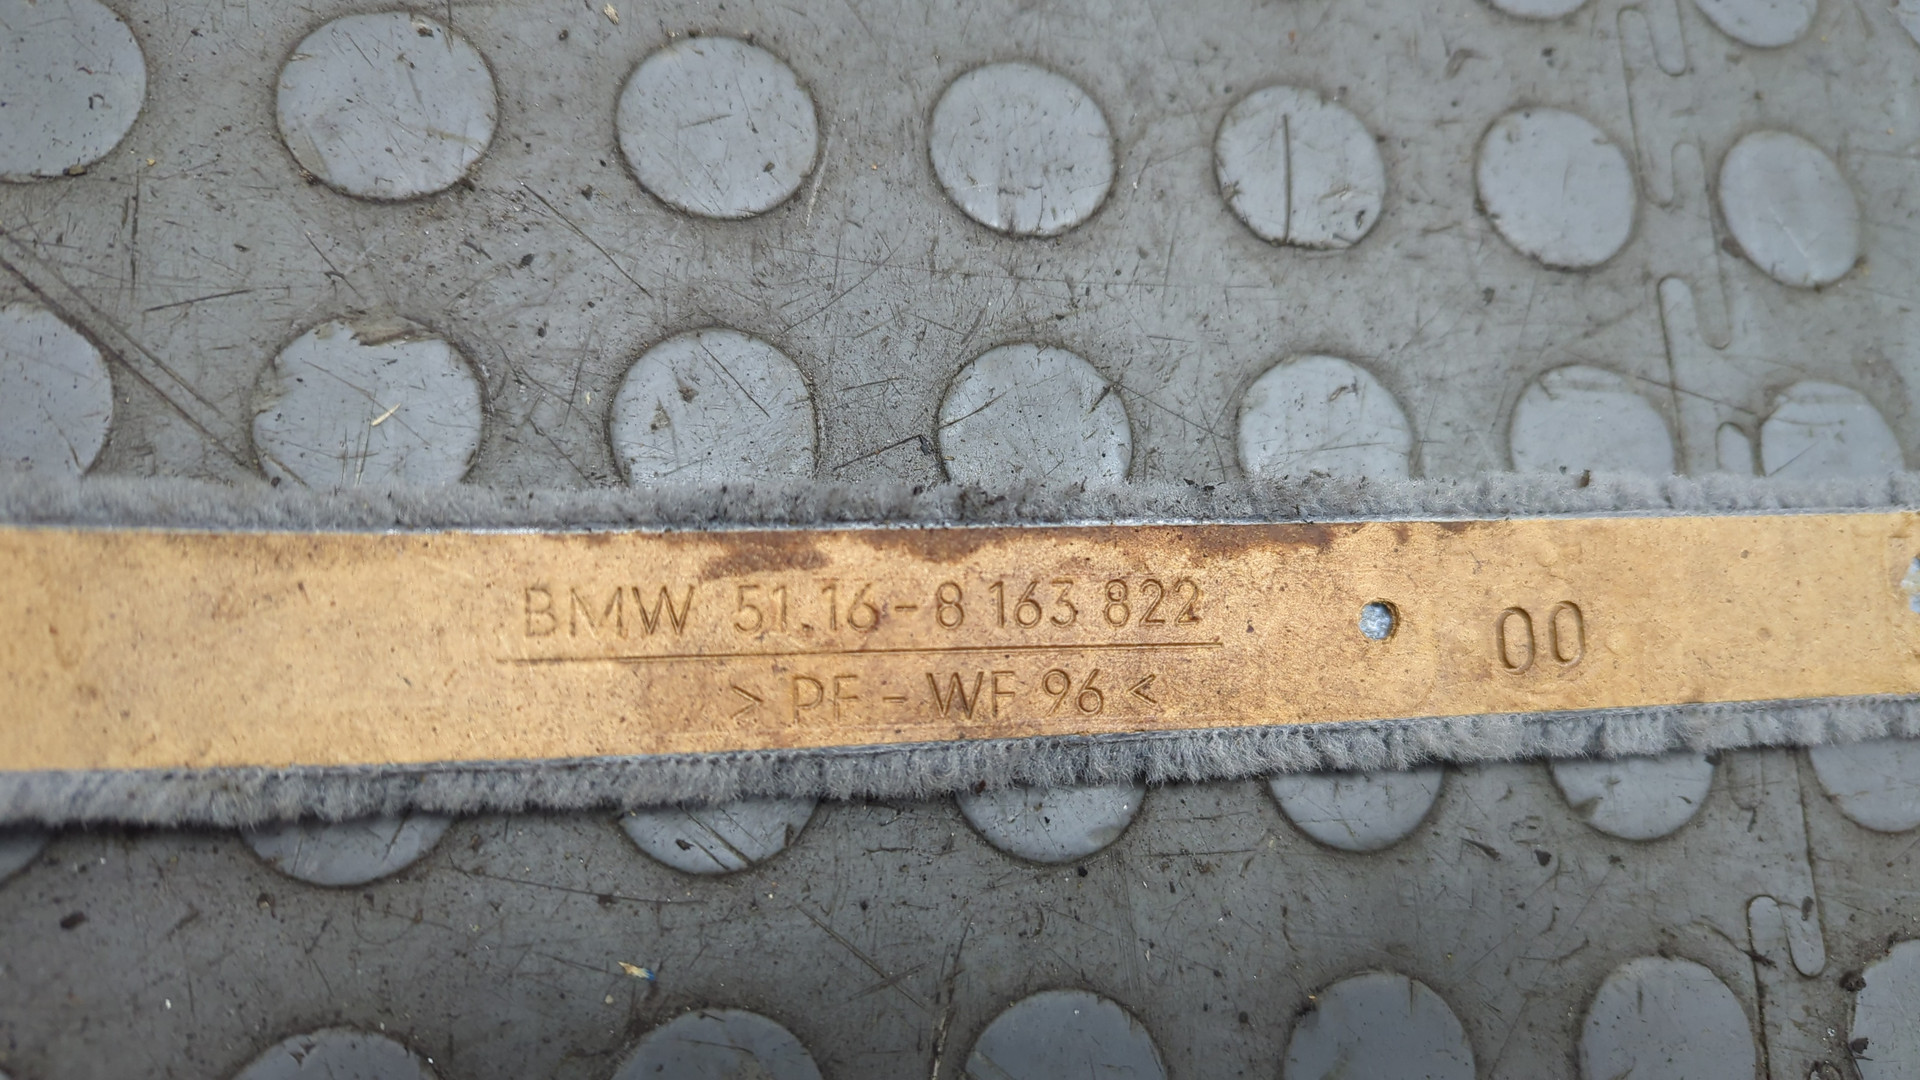 BMW 51.16-8 163 822
> PF - WF 96 <
00